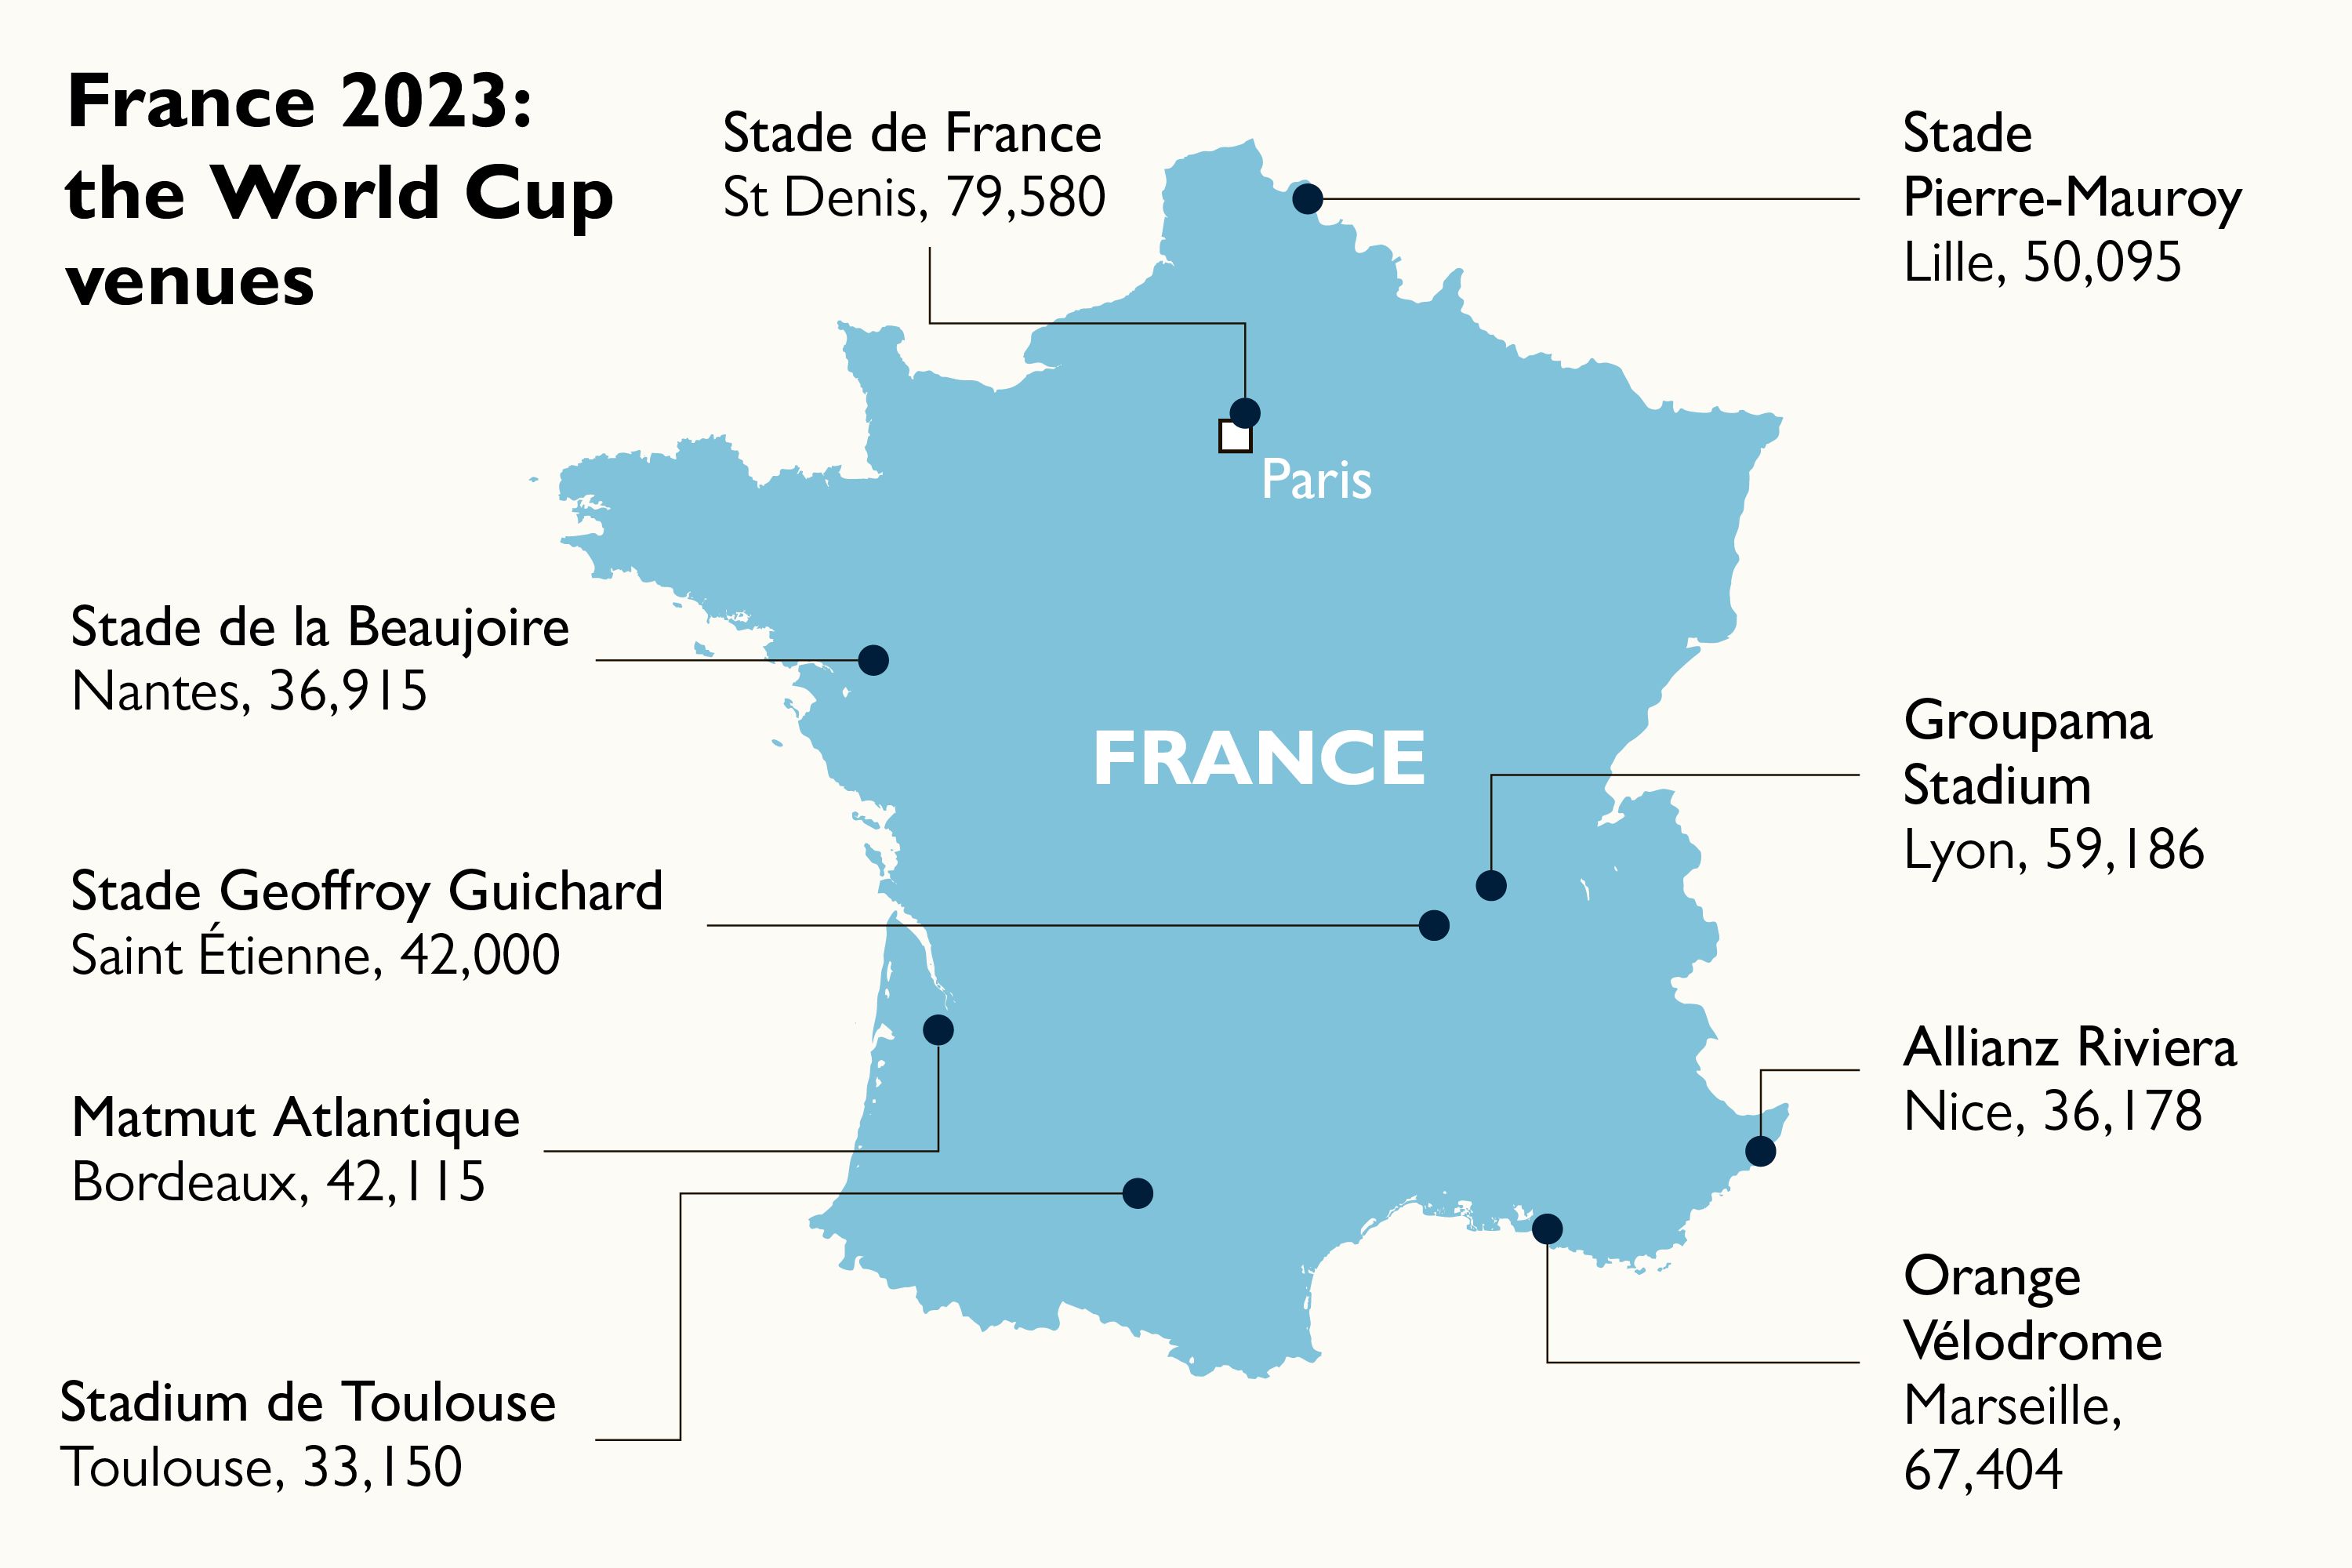 France 2023:
the World Cup
venues
Stade de France
St Denis, 79,580
Stade
Pierre-Mauroy
Lille, 50,095
Paris
Stade de la Beaujoire
Nantes, 36,915
FRANCE
Groupama
Stadium
Lyon, 59,186
Stade Geoffroy Guichard
Saint Étienne, 42,000
Allianz Riviera
Nice, 36,178
Matmut Atlantique
Bordeaux, 42,115
Orange
Vélodrome
Marseille,
67,404
Stadium de Toulouse
Toulouse, 33,150